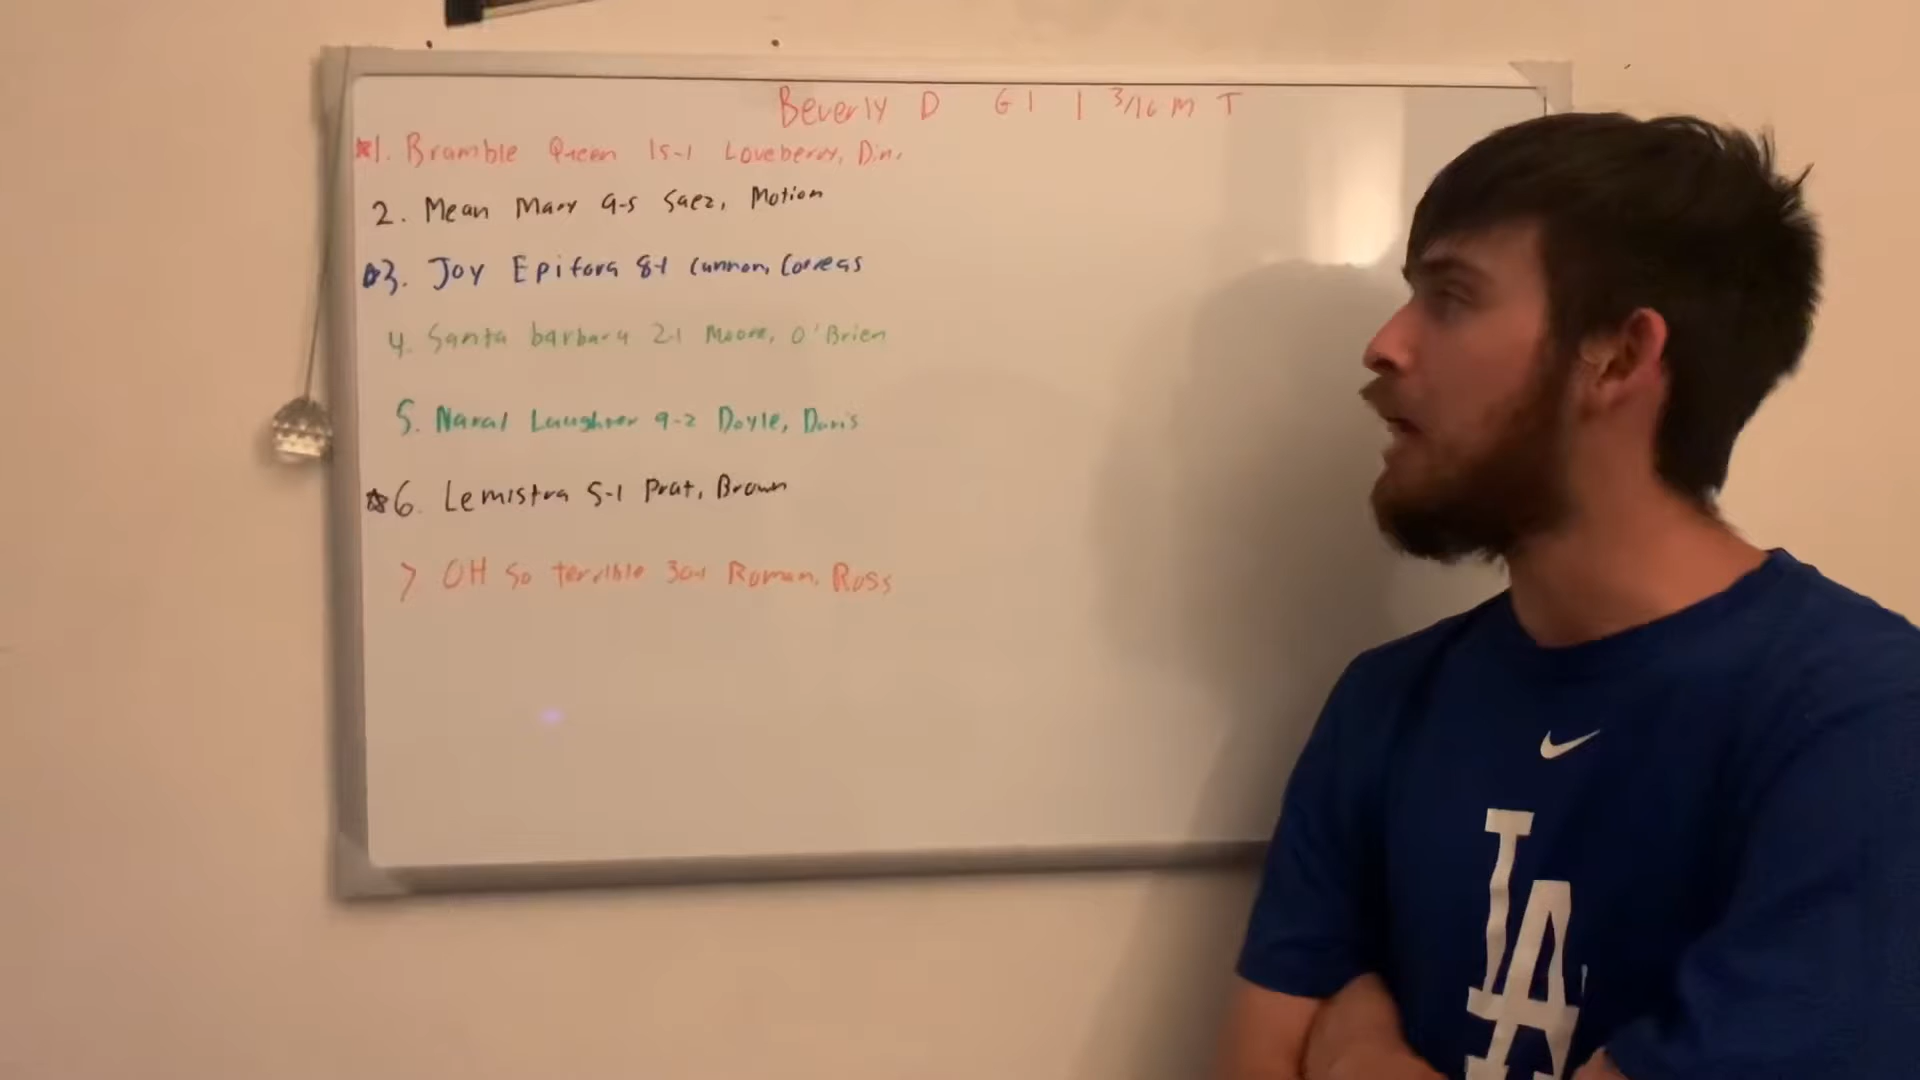 Beverly D G1 1 3/16 M T
1. Bramble Queen 15-1 Loveberry, Dini
2. Mean Mary 9-5 Saez, Motion
3. Joy Epifora 8-1 Cannon, Correas
4. Santa barbara 2-1 Moore, O'Brien
5. Naval Laughter 9-2 Doyle, Davis
6. Lemistra 5-1 Prat, Brown
7 OH So terrible 30-1 Roman, Ross
LA